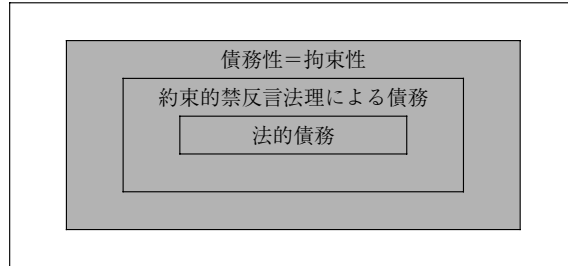 債務性＝拘束性
約束的禁反言法理による債務
法的債務